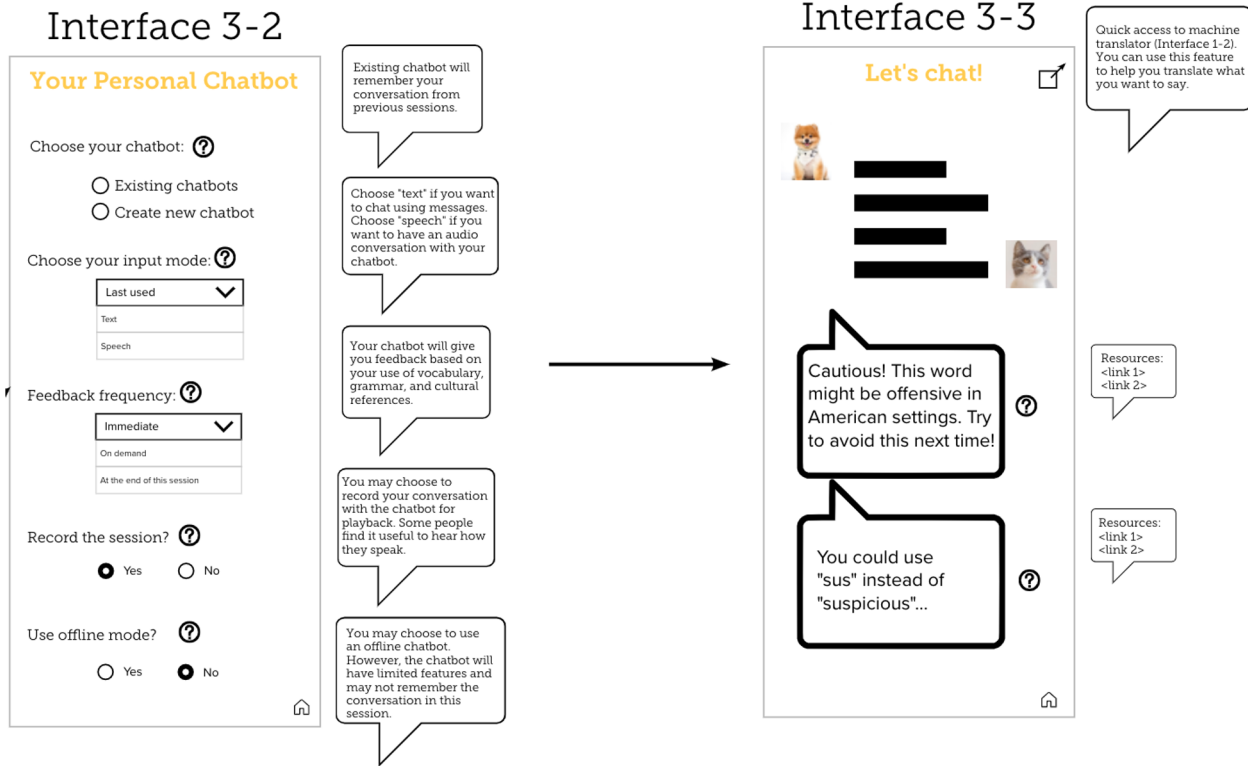 Interface 3-2
Your Personal Chatbot
Choose your chatbot: ?
Existing chatbots
Create new chatbot
Choose your input mode: ?
Last used
Text
Speech
Feedback frequency: ?
Immediate
On demand
At the end of this session
Record the session? ?
Yes
No
Use offline mode? ?
Yes
No
Existing chatbot will
remember your
conversation from
previous sessions.
Choose "text" if you want
to chat using messages.
Choose "speech" if you
want to have an audio
conversation with your
chatbot.
Your chatbot will give
you feedback based on
your use of vocabulary,
grammar, and cultural
references.
You may choose to
record your conversation
with the chatbot for
playback. Some people
find it useful to hear how
they speak.
You may choose to use
an offline chatbot.
However, the chatbot will
have limited features and
may not remember the
conversation in this
session.
Interface 3-3
Let's chat!
Cautious! This word
might be offensive in
American settings. Try
to avoid this next time!
?
You could use
"sus" instead of
"suspicious"...
?
Quick access to machine
translator (Interface 1-2).
You can use this feature
to help you translate what
you want to say.
Resources:
<link 1>
<link 2>
Resources:
<link 1>
<link 2>